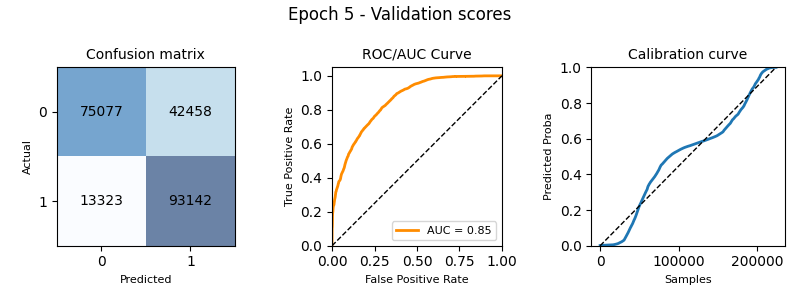 Epoch 5 - Validation scores
Confusion matrix
Actual
0
1
75077
42458
13323
93142
0
1
Predicted
ROC/AUC Curve
True Positive Rate
1.0
0.8
0.6
0.4
0.2
0.0
AUC = 0.85
0.00
0.25
0.50
0.75
1.00
False Positive Rate
Calibration curve
Predicted Proba
1.0
0.8
0.6
0.4
0.2
0.0
0
100000
200000
Samples